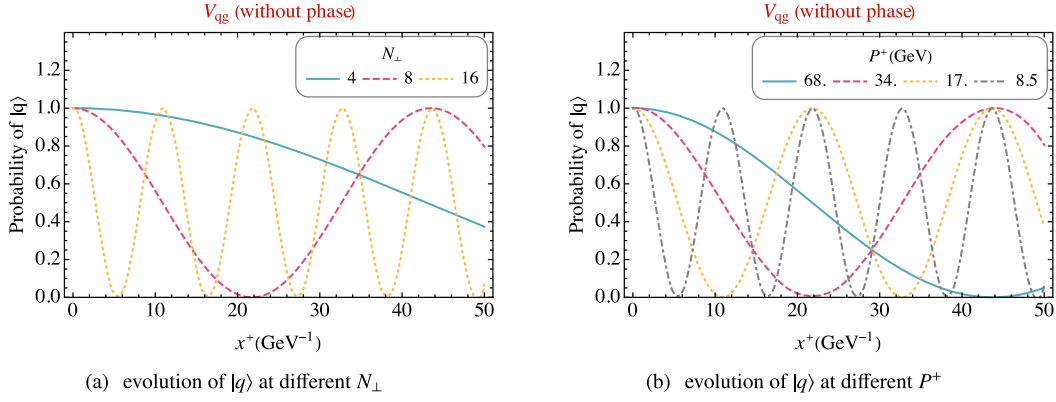 V_qg (without phase)
N_⊥
4 8 16
Probability of |q⟩
1.2
1.0
0.8
0.6
0.4
0.2
0.0
0 10 20 30 40 50
x⁺(GeV⁻¹)
(a) evolution of |q⟩ at different N_⊥
V_qg (without phase)
P⁺(GeV)
68. 34. 17. 8.5
Probability of |q⟩
1.2
1.0
0.8
0.6
0.4
0.2
0.0
0 10 20 30 40 50
x⁺(GeV⁻¹)
(b) evolution of |q⟩ at different P⁺